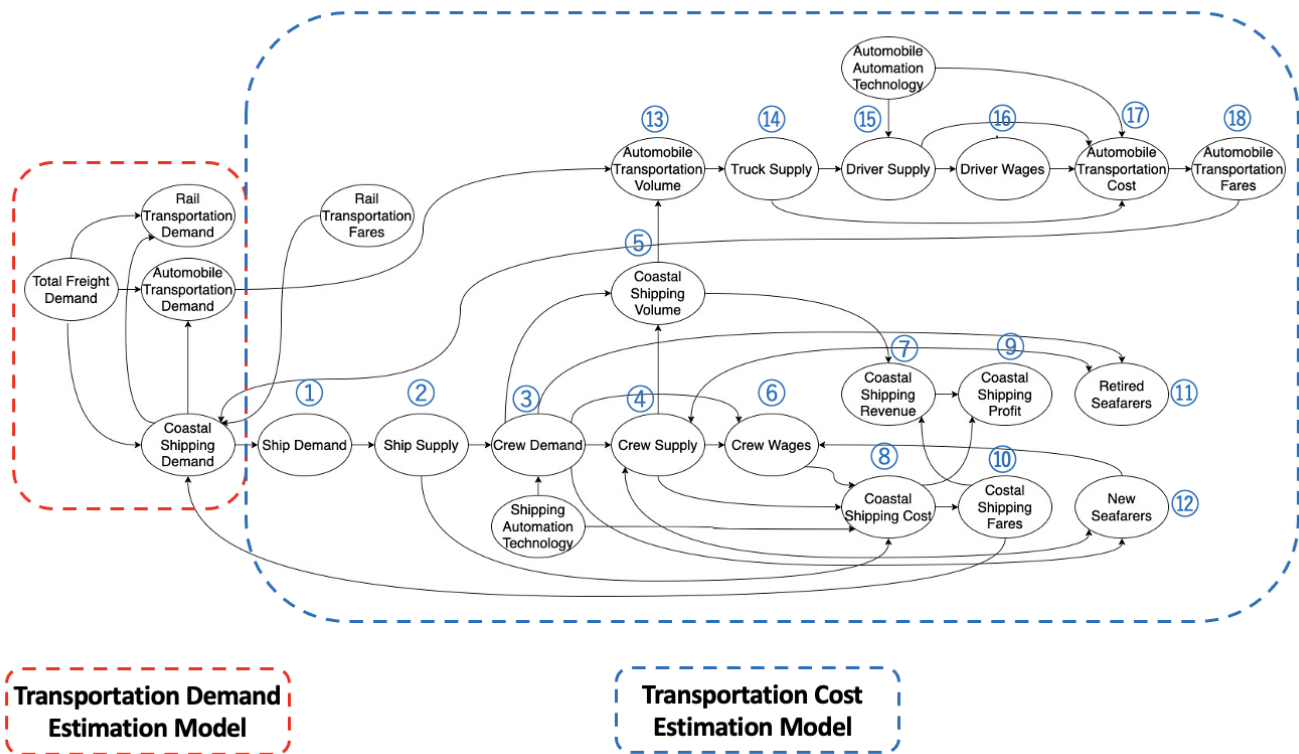 Automobile
Automation
Technology
⑬
⑭
⑮
⑯
⑰
⑱
Automobile
Transportation
Volume
Truck Supply
Driver Supply
Driver Wages
Automobile
Transportation
Cost
Automobile
Transportation
Fares
Rail
Transportation
Demand
Rail
Transportation
Fares
Total Freight
Demand
Automobile
Transportation
Demand
⑤
Coastal
Shipping
Volume
①
②
③
④
⑥
⑦
⑨
Coastal
Shipping
Revenue
Coastal
Shipping
Profit
Retired
Seafarers
⑪
Coastal
Shipping
Demand
Ship Demand
Ship Supply
Crew Demand
Crew Supply
Crew Wages
⑧
⑩
Shipping
Automation
Technology
Coastal
Shipping Cost
Costal
Shipping
Fares
New
Seafarers
⑫
Transportation Demand
Estimation Model
Transportation Cost
Estimation Model